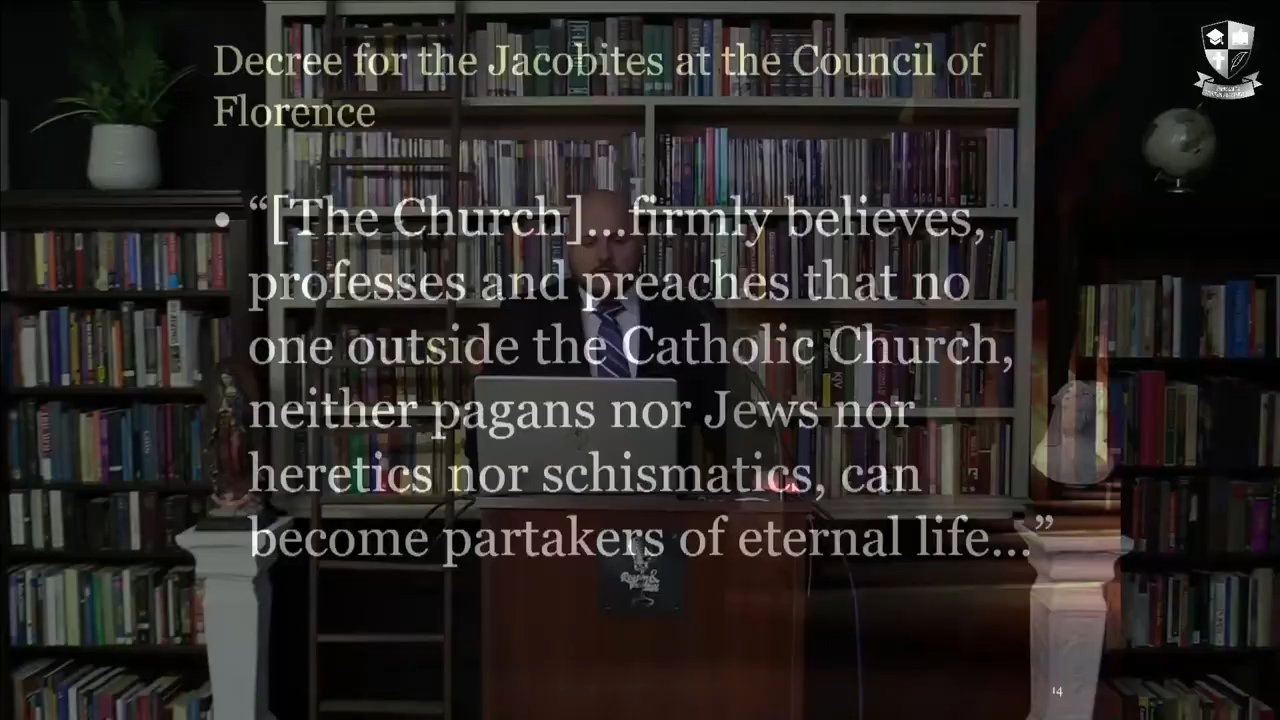 Decree for the Jacobites at the Council of
Florence
• “[The Church]...firmly believes,
professes and preaches that no
one outside the Catholic Church,
neither pagans nor Jews nor
heretics nor schismatics, can
become partakers of eternal life...”
Reason &
14